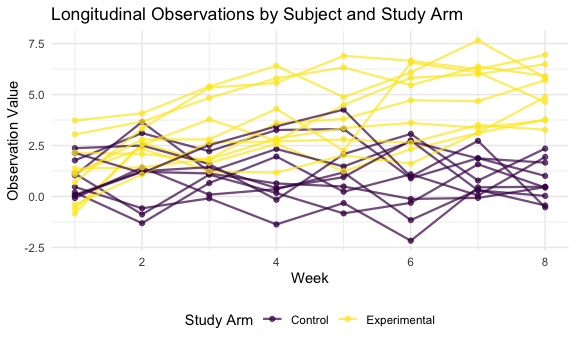 Longitudinal Observations by Subject and Study Arm
7.5
5.0
2.5
0.0
-2.5
Observation Value
2 4 6 8
Week
Study Arm Control Experimental